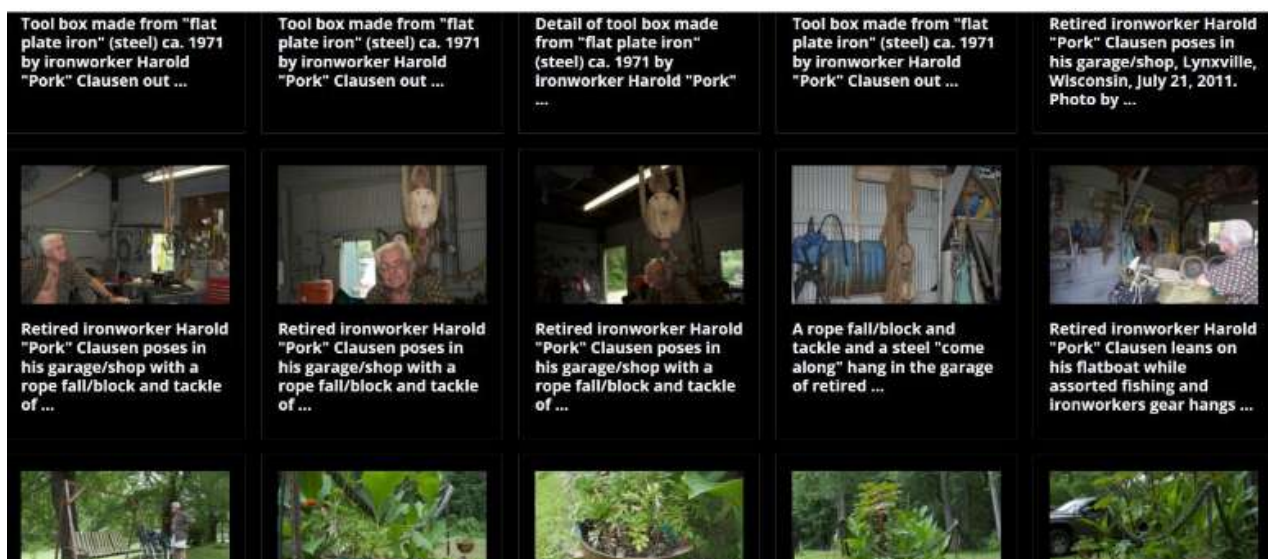 Tool box made from "flat
plate iron" (steel) ca. 1971
by ironworker Harold
"Pork" Clausen out ...
Tool box made from "flat
plate iron" (steel) ca. 1971
by ironworker Harold
"Pork" Clausen out ...
Detail of tool box made
from "flat plate iron"
(steel) ca. 1971 by
ironworker Harold "Pork"
...
Tool box made from "flat
plate iron" (steel) ca. 1971
by ironworker Harold
"Pork" Clausen out ...
Retired ironworker Harold
"Pork" Clausen poses in
his garage/shop, Lynxville,
Wisconsin, July 21, 2011.
Photo by ...
Retired ironworker Harold
"Pork" Clausen poses in
his garage/shop with a
rope fall/block and tackle
of ...
Retired ironworker Harold
"Pork" Clausen poses in
his garage/shop with a
rope fall/block and tackle
of ...
Retired ironworker Harold
"Pork" Clausen poses in
his garage/shop with a
rope fall/block and tackle
of ...
A rope fall/block and
tackle and a steel "come
along" hang in the garage
of retired ...
Retired ironworker Harold
"Pork" Clausen leans on
his flatboat while
assorted fishing and
ironworkers gear hangs ...